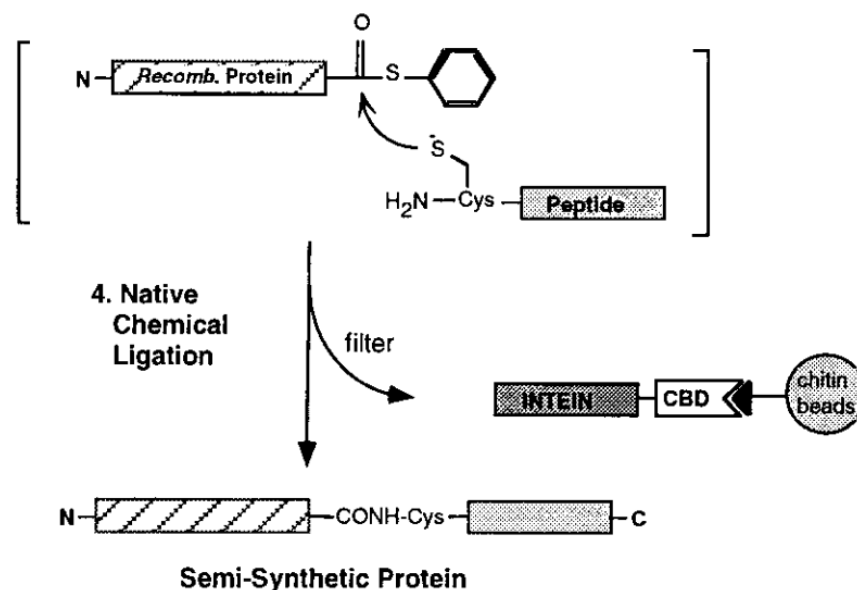 O
N
Recomb. Protein
S
-S
H2N
Cys
Peptide
4. Native
Chemical
Ligation
filter
INTEIN
CBD
chitin
beads
N
CONH-Cys
C
Semi-Synthetic Protein